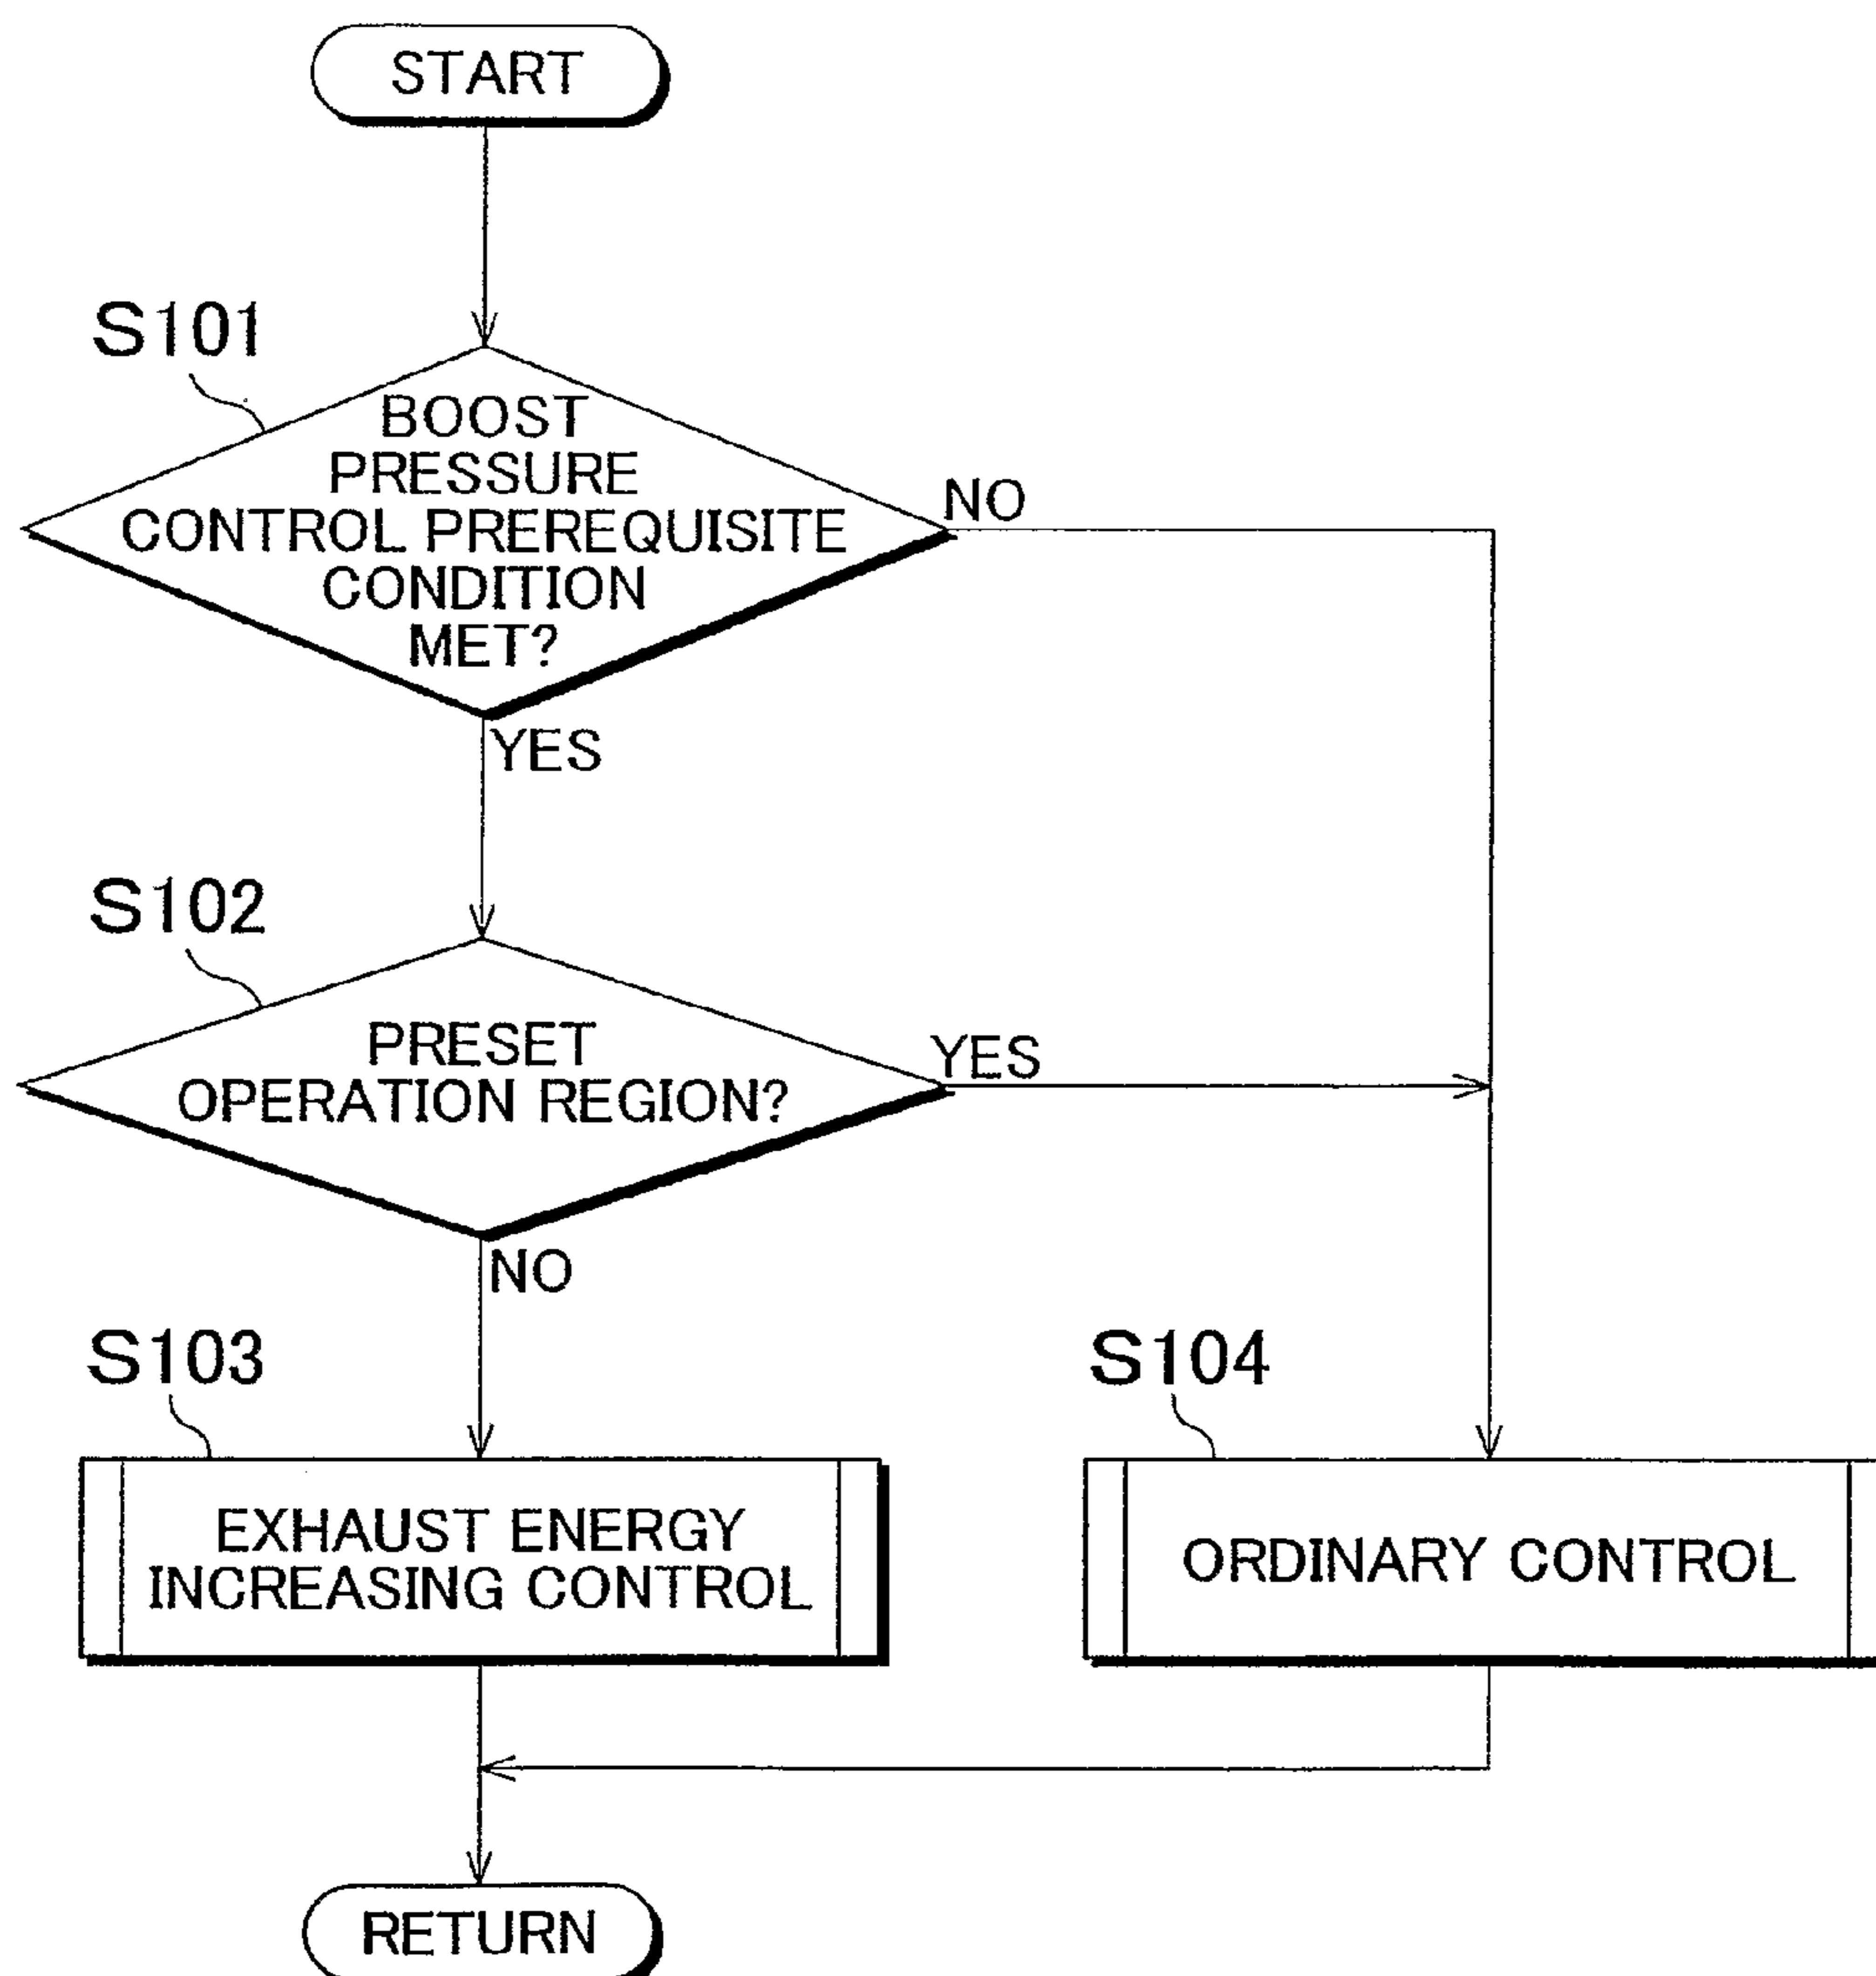 START
S101
BOOST
PRESSURE
CONTROL PREREQUISITE
CONDITION
MET?
NO
YES
S102
PRESET
OPERATION REGION?
YES
NO
S103
EXHAUST ENERGY
INCREASING CONTROL
S104
ORDINARY CONTROL
RETURN